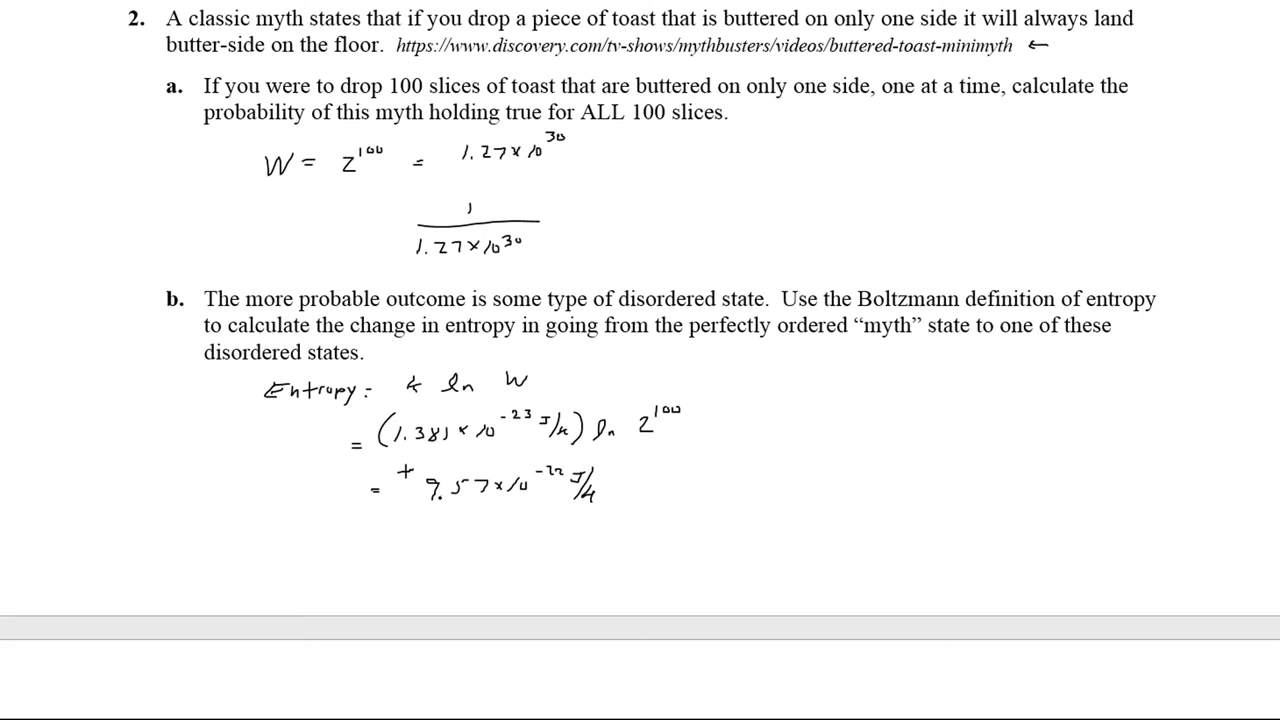 2. A classic myth states that if you drop a piece of toast that is buttered on only one side it will always land
butter-side on the floor. https://www.discovery.com/tv-shows/mythbusters/videos/buttered-toast-minimyth ←
a. If you were to drop 100 slices of toast that are buttered on only one side, one at a time, calculate the
probability of this myth holding true for ALL 100 slices.
W = 2^100 = 1.27 × 10^30
1
1.27 × 10^30
b. The more probable outcome is some type of disordered state. Use the Boltzmann definition of entropy
to calculate the change in entropy in going from the perfectly ordered “myth” state to one of these
disordered states.
Entropy = k ln W
= (1.381 × 10^-23 J/K) ln 2^100
= + 9.57 × 10^-22 J/K